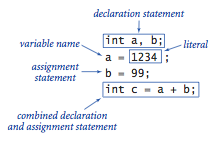 declaration statement
int a, b;
variable name
literal
a = 1234 ;
assignment
statement
b = 99;
int c = a + b;
combined declaration
and assignment statement